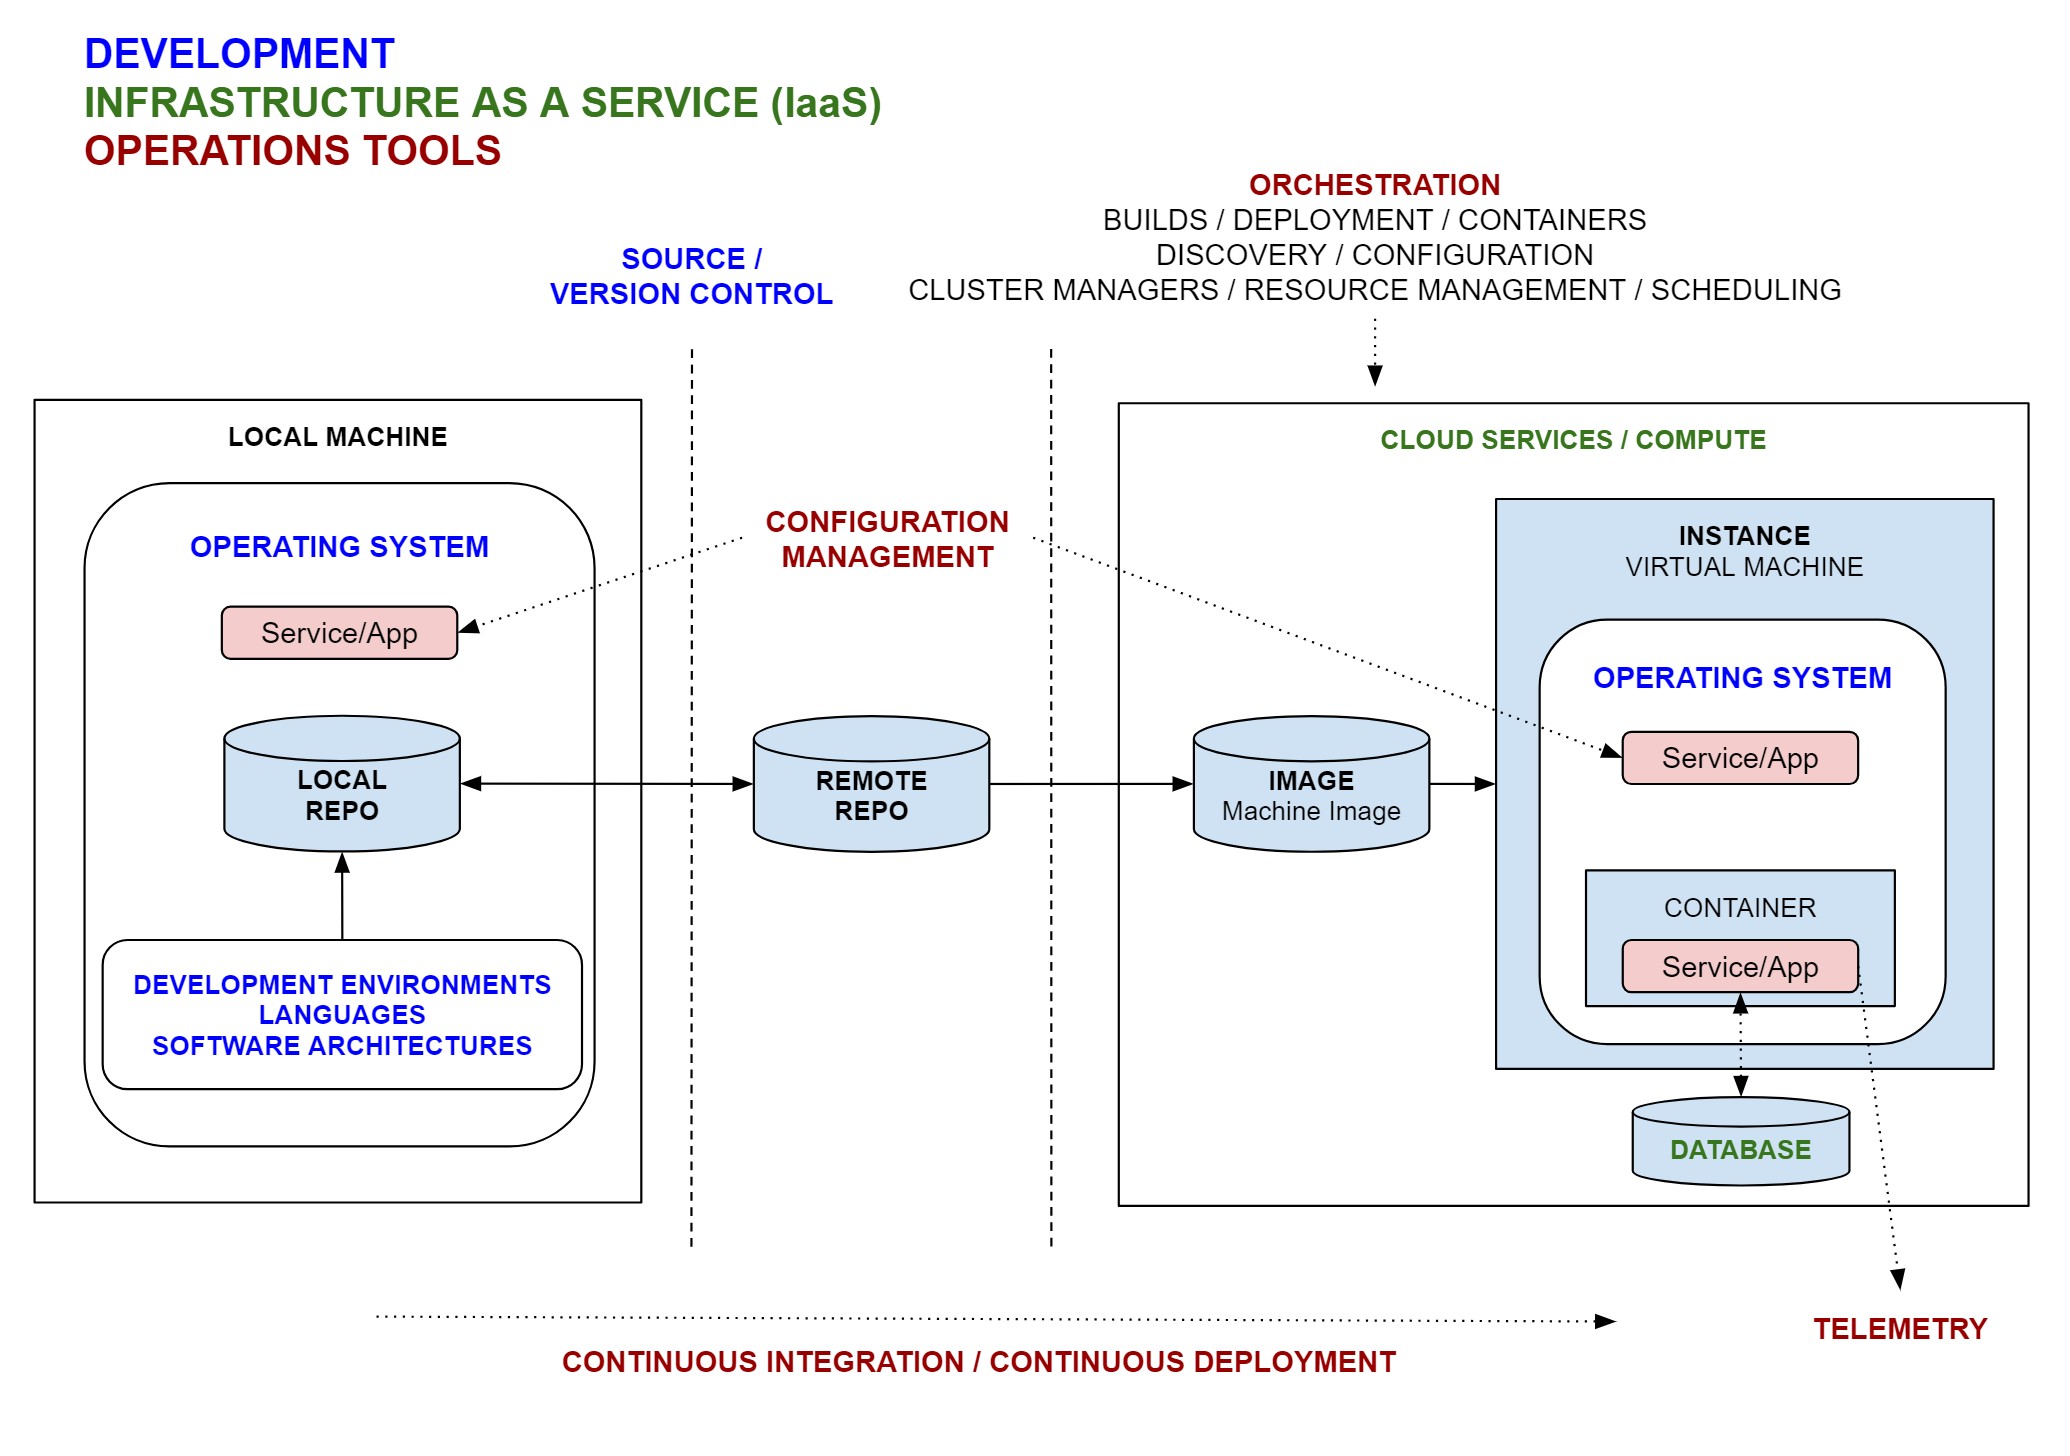 DEVELOPMENT
INFRASTRUCTURE AS A SERVICE (IaaS)
OPERATIONS TOOLS
ORCHESTRATION
BUILDS / DEPLOYMENT / CONTAINERS
DISCOVERY / CONFIGURATION
CLUSTER MANAGERS / RESOURCE MANAGEMENT / SCHEDULING
SOURCE /
VERSION CONTROL
LOCAL MACHINE
OPERATING SYSTEM
Service/App
LOCAL
REPO
DEVELOPMENT ENVIRONMENTS
LANGUAGES
SOFTWARE ARCHITECTURES
CONFIGURATION
MANAGEMENT
REMOTE
REPO
CLOUD SERVICES / COMPUTE
IMAGE
Machine Image
INSTANCE
VIRTUAL MACHINE
OPERATING SYSTEM
Service/App
CONTAINER
Service/App
DATABASE
TELEMETRY
CONTINUOUS INTEGRATION / CONTINUOUS DEPLOYMENT